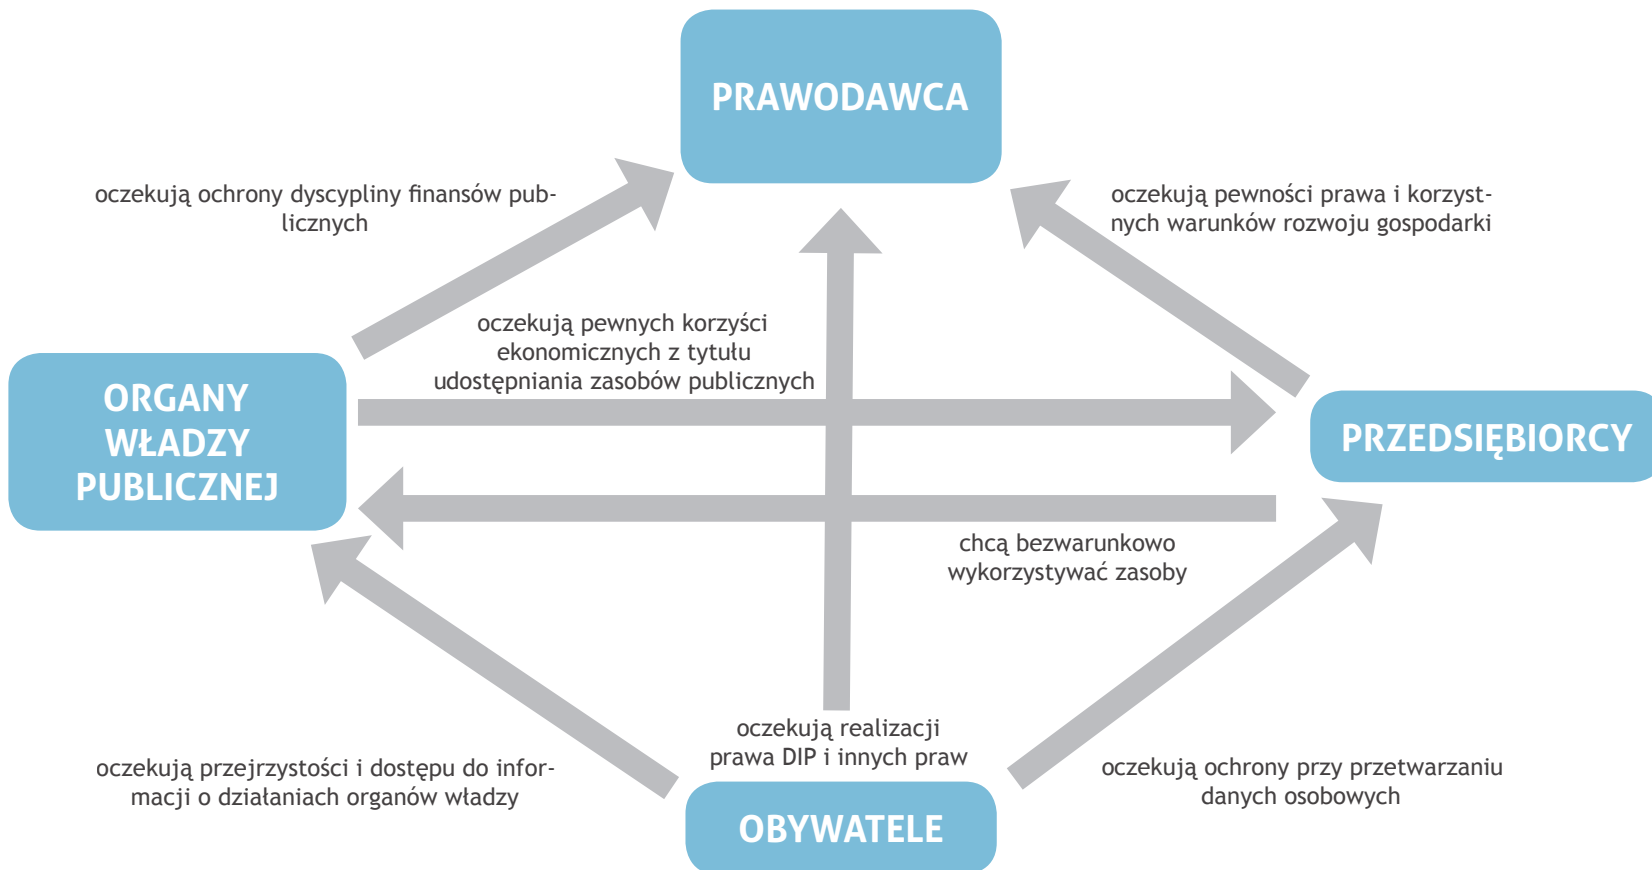 PRAWODAWCA
oczekują ochrony dyscypliny finansów pub-
licznych
oczekują pewności prawa i korzyst-
nych warunków rozwoju gospodarki
oczekują pewnych korzyści
ekonomicznych z tytułu
udostępniania zasobów publicznych
ORGANY
WŁADZY
PUBLICZNEJ
PRZEDSIĘBIORCY
chcą bezwarunkowo
wykorzystywać zasoby
oczekują realizacji
prawa DIP i innych praw
oczekują przejrzystości i dostępu do infor-
macji o działaniach organów władzy
oczekują ochrony przy przetwarzaniu
danych osobowych
OBYWATELE